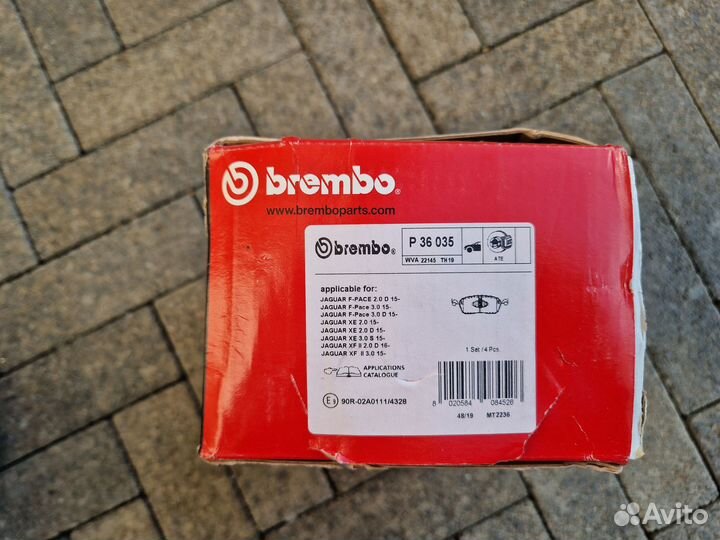 brembo®
www.bremboparts.com
brembo®
P 36 035
WVA 22145 TH19
ATE
applicable for:
JAGUAR F-PACE 2.0 D 15-
JAGUAR F-Pace 3.0 15-
JAGUAR F-Pace 3.0 D 15-
JAGUAR XE 2.0 15-
JAGUAR XE 2.0 D 15-
JAGUAR XE 3.0 S 15-
JAGUAR XF II 2.0 D 16-
JAGUAR XF II 3.0 15-
1 Set / 4 Pcs.
APPLICATIONS
CATALOGUE
E9 90R-02A0111/4328
8 020584 084526
48/19 MT2236
Avito